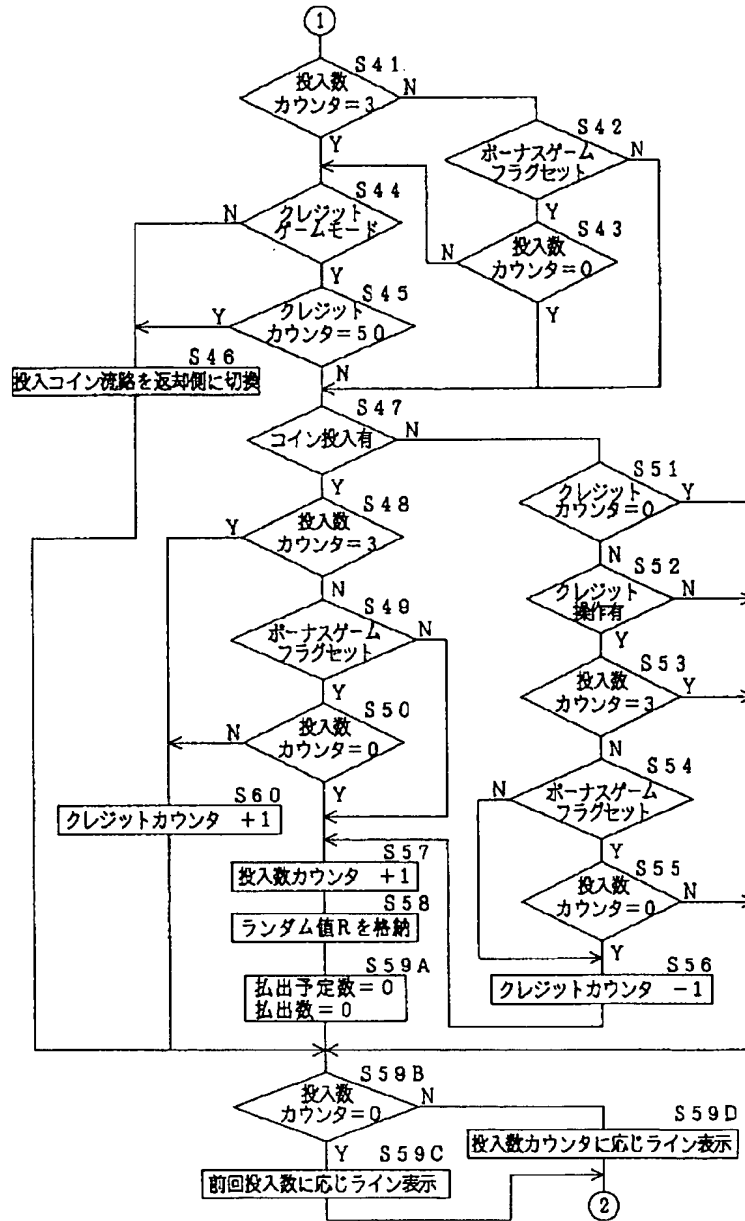 1
S41
投入数
カウンタ=3
N
Y
S42
ボーナスゲーム
フラグセット
N
Y
S43
投入数
カウンタ=0
N
Y
S44
クレジット
ゲームモード
N
Y
S45
クレジット
カウンタ=50
Y
N
S46
投入コイン流路を返却側に切換
S47
コイン投入有
N
Y
S48
投入数
カウンタ=3
Y
N
S49
ボーナスゲーム
フラグセット
N
Y
S50
投入数
カウンタ=0
N
Y
S60
クレジットカウンタ +1
S51
クレジット
カウンタ=0
Y
N
S52
クレジット
操作有
N
Y
S53
投入数
カウンタ=3
Y
N
S54
ボーナスゲーム
フラグセット
N
Y
S55
投入数
カウンタ=0
N
Y
S56
クレジットカウンタ -1
S57
投入数カウンタ +1
S58
ランダム値Rを格納
S59A
払出予定数=0
払出数=0
S59B
投入数
カウンタ=0
N
Y
S59C
前回投入数に応じライン表示
S59D
投入数カウンタに応じライン表示
2